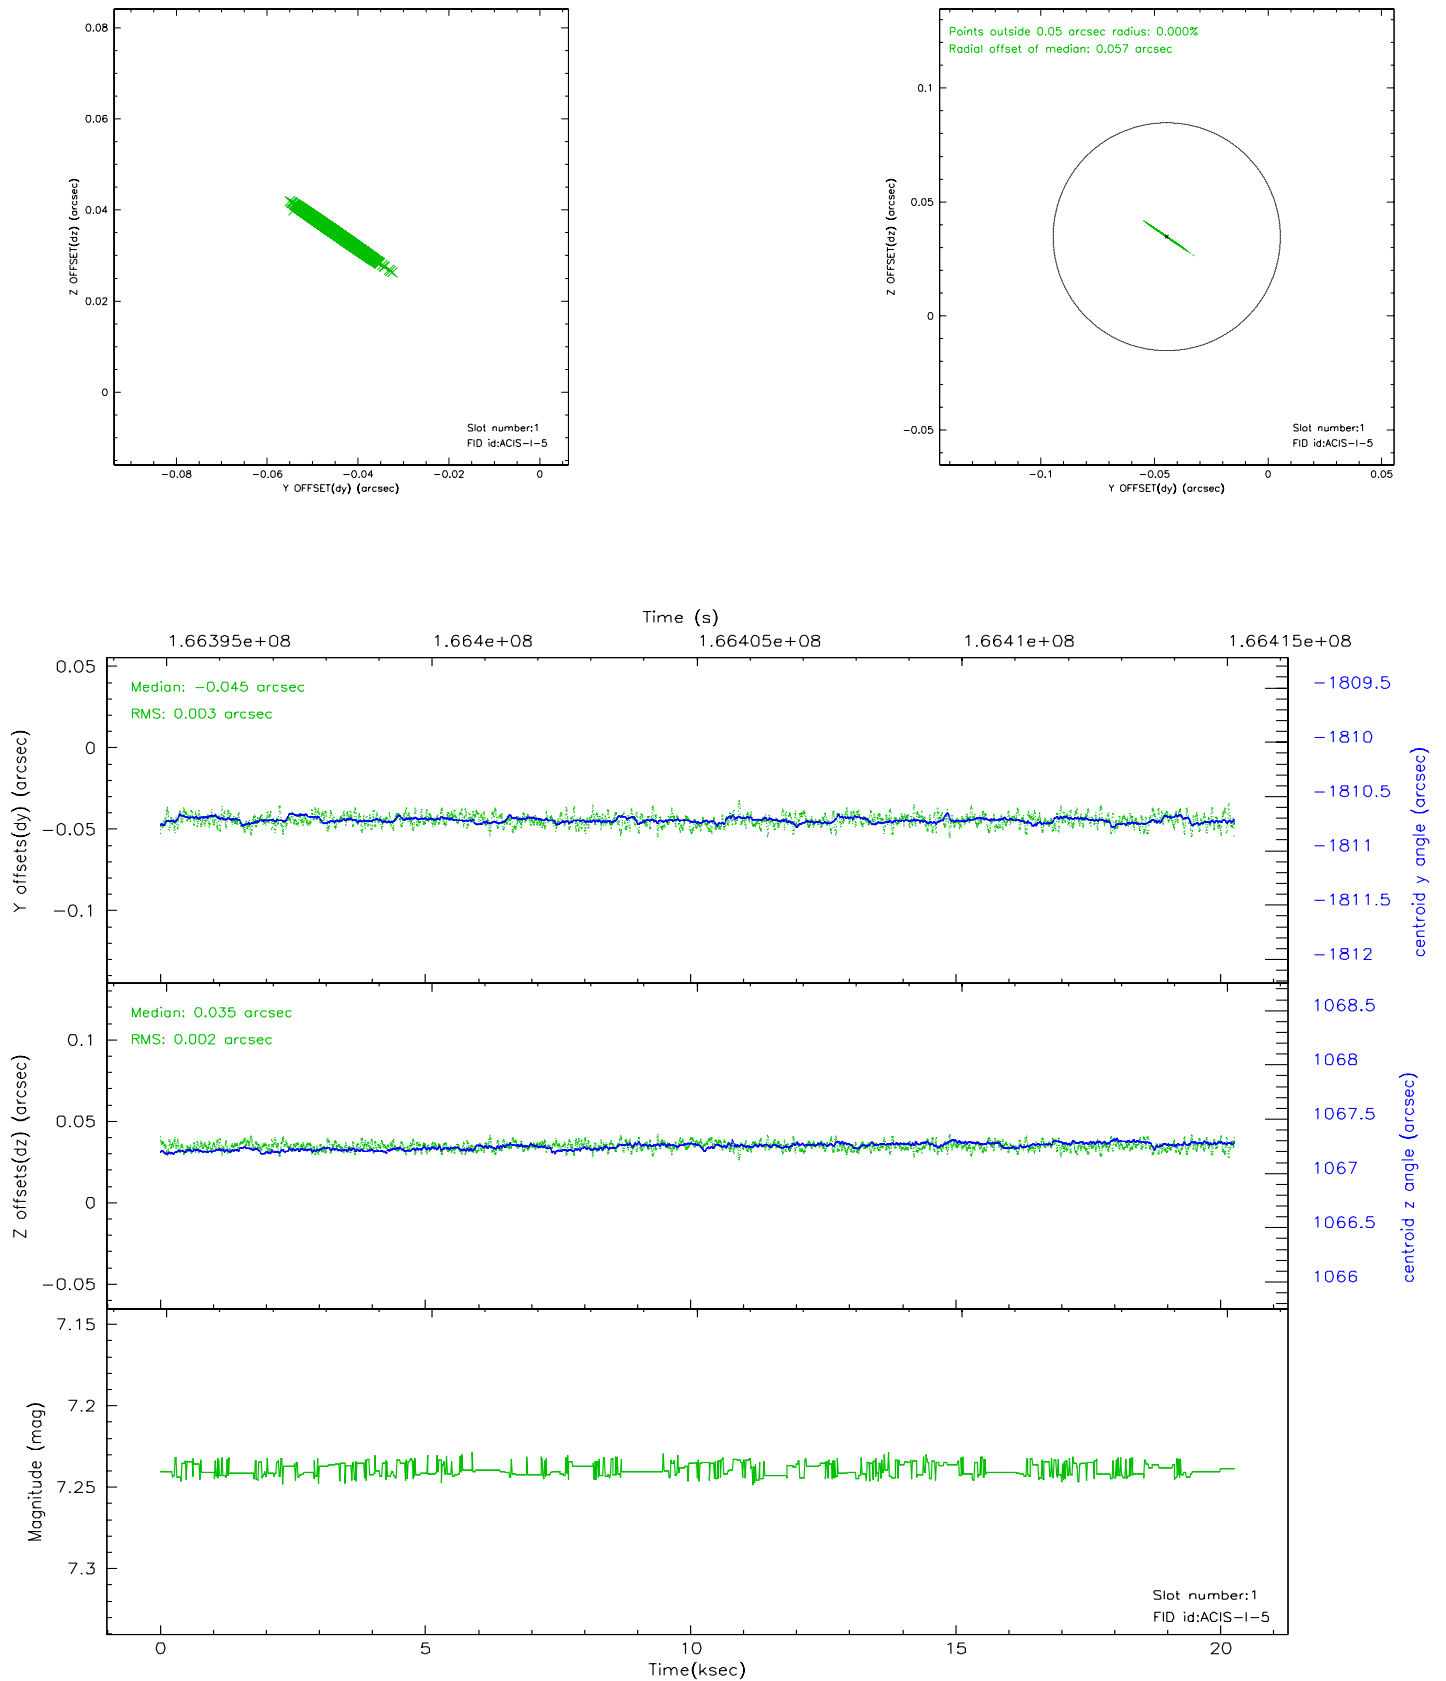 0.08
0.06
0.04
0.02
0
Z OFFSET(dz) (arcsec)
Slot number:1
FID id:ACIS-I-5
-0.08 -0.06 -0.04 -0.02 0
Y OFFSET(dy) (arcsec)
Points outside 0.05 arcsec radius: 0.000%
Radial offset of median: 0.057 arcsec
0.1
0.05
0
-0.05
Z OFFSET(dz) (arcsec)
Slot number:1
FID id:ACIS-I-5
-0.1 -0.05 0 0.05
Y OFFSET(dy) (arcsec)
Time (s)
1.66395e+08 1.664e+08 1.66405e+08 1.6641e+08 1.66415e+08
Median: -0.045 arcsec
RMS: 0.003 arcsec
0.05
0
-0.05
-0.1
Y offsets(dy) (arcsec)
-1809.5
-1810
-1810.5
-1811
-1811.5
-1812
centroid y angle (arcsec)
Median: 0.035 arcsec
RMS: 0.002 arcsec
0.1
0.05
0
-0.05
Z offsets(dz) (arcsec)
1068.5
1068
1067.5
1067
1066.5
1066
centroid z angle (arcsec)
7.15
7.2
7.25
7.3
Magnitude (mag)
Slot number:1
FID id:ACIS-I-5
0 5 10 15 20
Time(ksec)